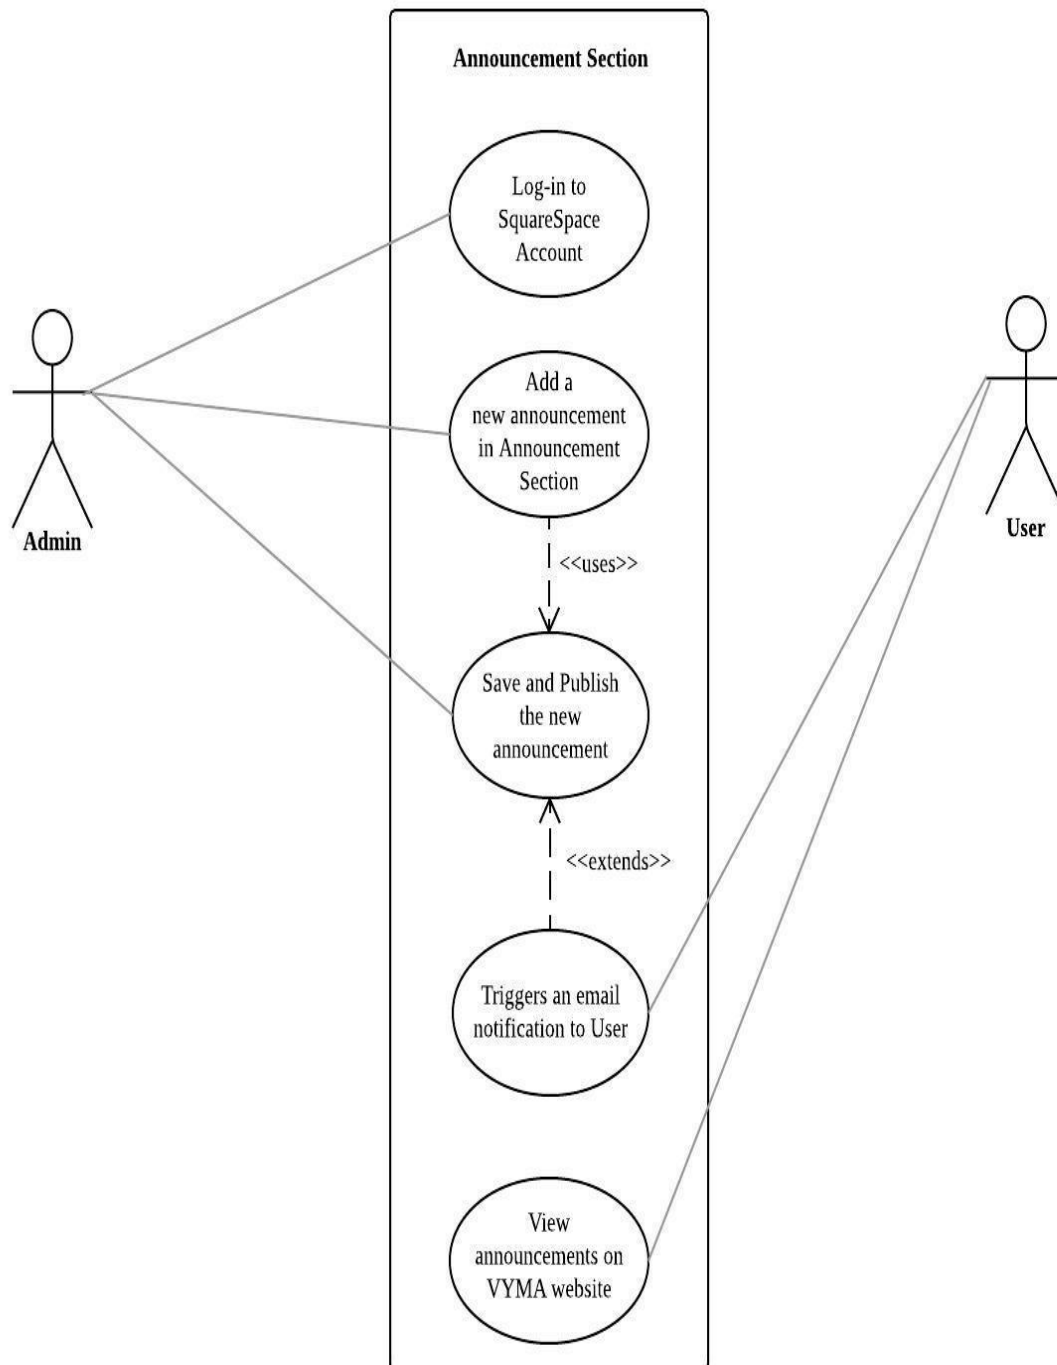 Announcement Section
Log-in to
SquareSpace
Account
Add a
new announcement
in Announcement
Section
Admin
User
<<uses>>
Save and Publish
the new
announcement
<<extends>>
Triggers an email
notification to User
View
announcements on
VYMA website